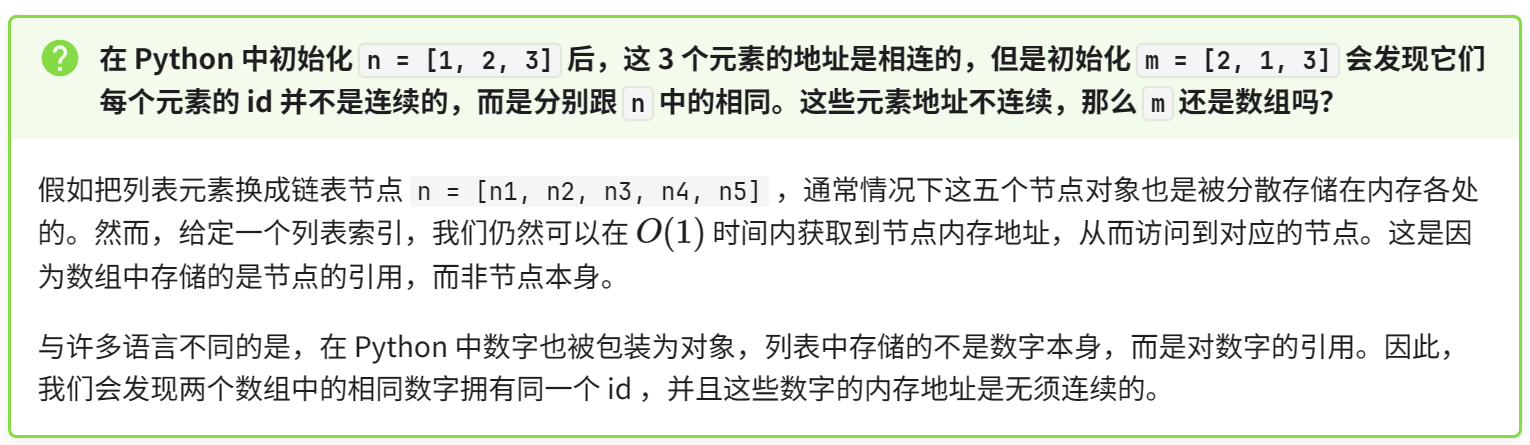 在 Python 中初始化 n = [1, 2, 3] 后，这 3 个元素的地址是相连的，但是初始化 m = [2, 1, 3] 会发现它们
每个元素的 id 并不是连续的，而是分别跟 n 中的相同。这些元素地址不连续，那么 m 还是数组吗？
假如把列表元素换成链表节点 n = [n1, n2, n3, n4, n5] ，通常情况下这五个节点对象也是被分散存储在内存各处
的。然而，给定一个列表索引，我们仍然可以在 O(1) 时间内获取到节点内存地址，从而访问到对应的节点。这是因
为数组中存储的是节点的引用，而非节点本身。
与许多语言不同的是，在 Python 中数字也被包装为对象，列表中存储的不是数字本身，而是对数字的引用。因此，
我们会发现两个数组中的相同数字拥有同一个 id ，并且这些数字的内存地址是无须连续的。